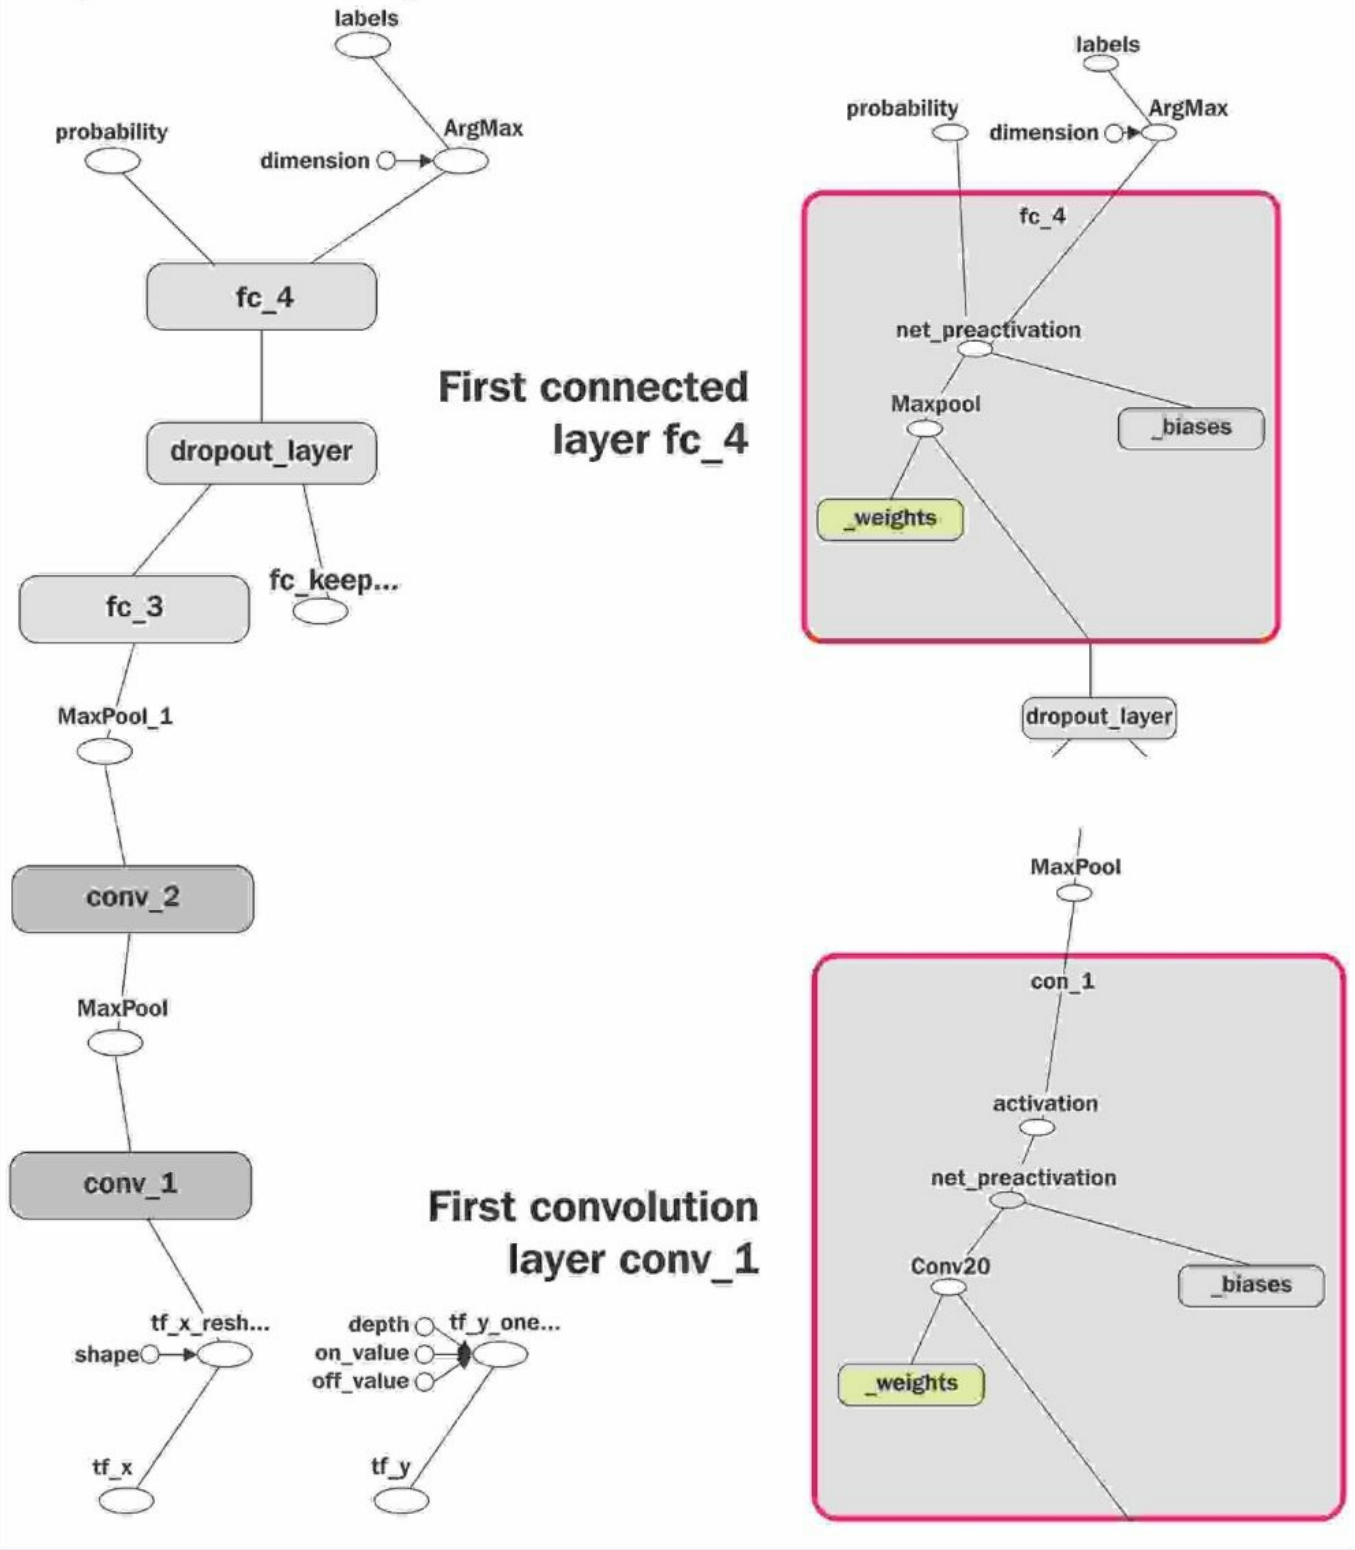 labels
probability
ArgMax
dimension
fc_4
dropout_layer
fc_3
fc_keep...
MaxPool_1
conv_2
MaxPool
conv_1
tf_x_resh...
shape
tf_x
depth
tf_y_one...
on_value
off_value
tf_y
First connected
layer fc_4
labels
probability
ArgMax
dimension
fc_4
net_preactivation
Maxpool
_biases
_weights
dropout_layer
First convolution
layer conv_1
MaxPool
con_1
activation
net_preactivation
Conv20
_biases
_weights